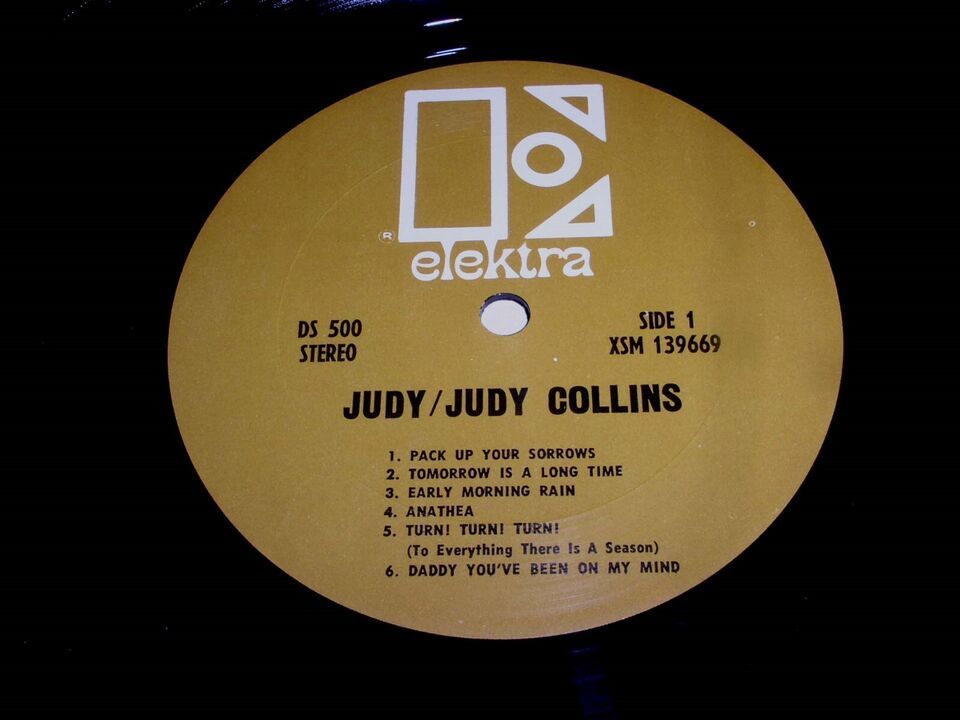 ®
elektra
DS 500
STEREO
SIDE 1
XSM 139669
JUDY/JUDY COLLINS
1. PACK UP YOUR SORROWS
2. TOMORROW IS A LONG TIME
3. EARLY MORNING RAIN
4. ANATHEA
5. TURN! TURN! TURN!
(To Everything There Is A Season)
6. DADDY YOU'VE BEEN ON MY MIND